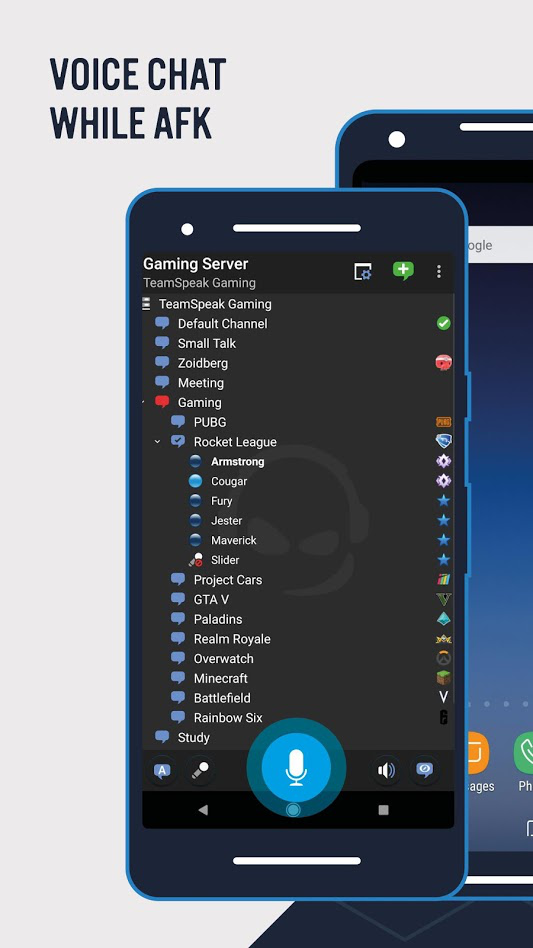 VOICE CHAT
WHILE AFK
ogle
Gaming Server
TeamSpeak Gaming
TeamSpeak Gaming
Default Channel
Small Talk
Zoidberg
Meeting
Gaming
PUBG
Rocket League
Armstrong
Cougar
Fury
Jester
Maverick
Slider
Project Cars
GTA V
Paladins
Realm Royale
Overwatch
Minecraft
Battlefield
V
Rainbow Six
Study
A
ages
Ph